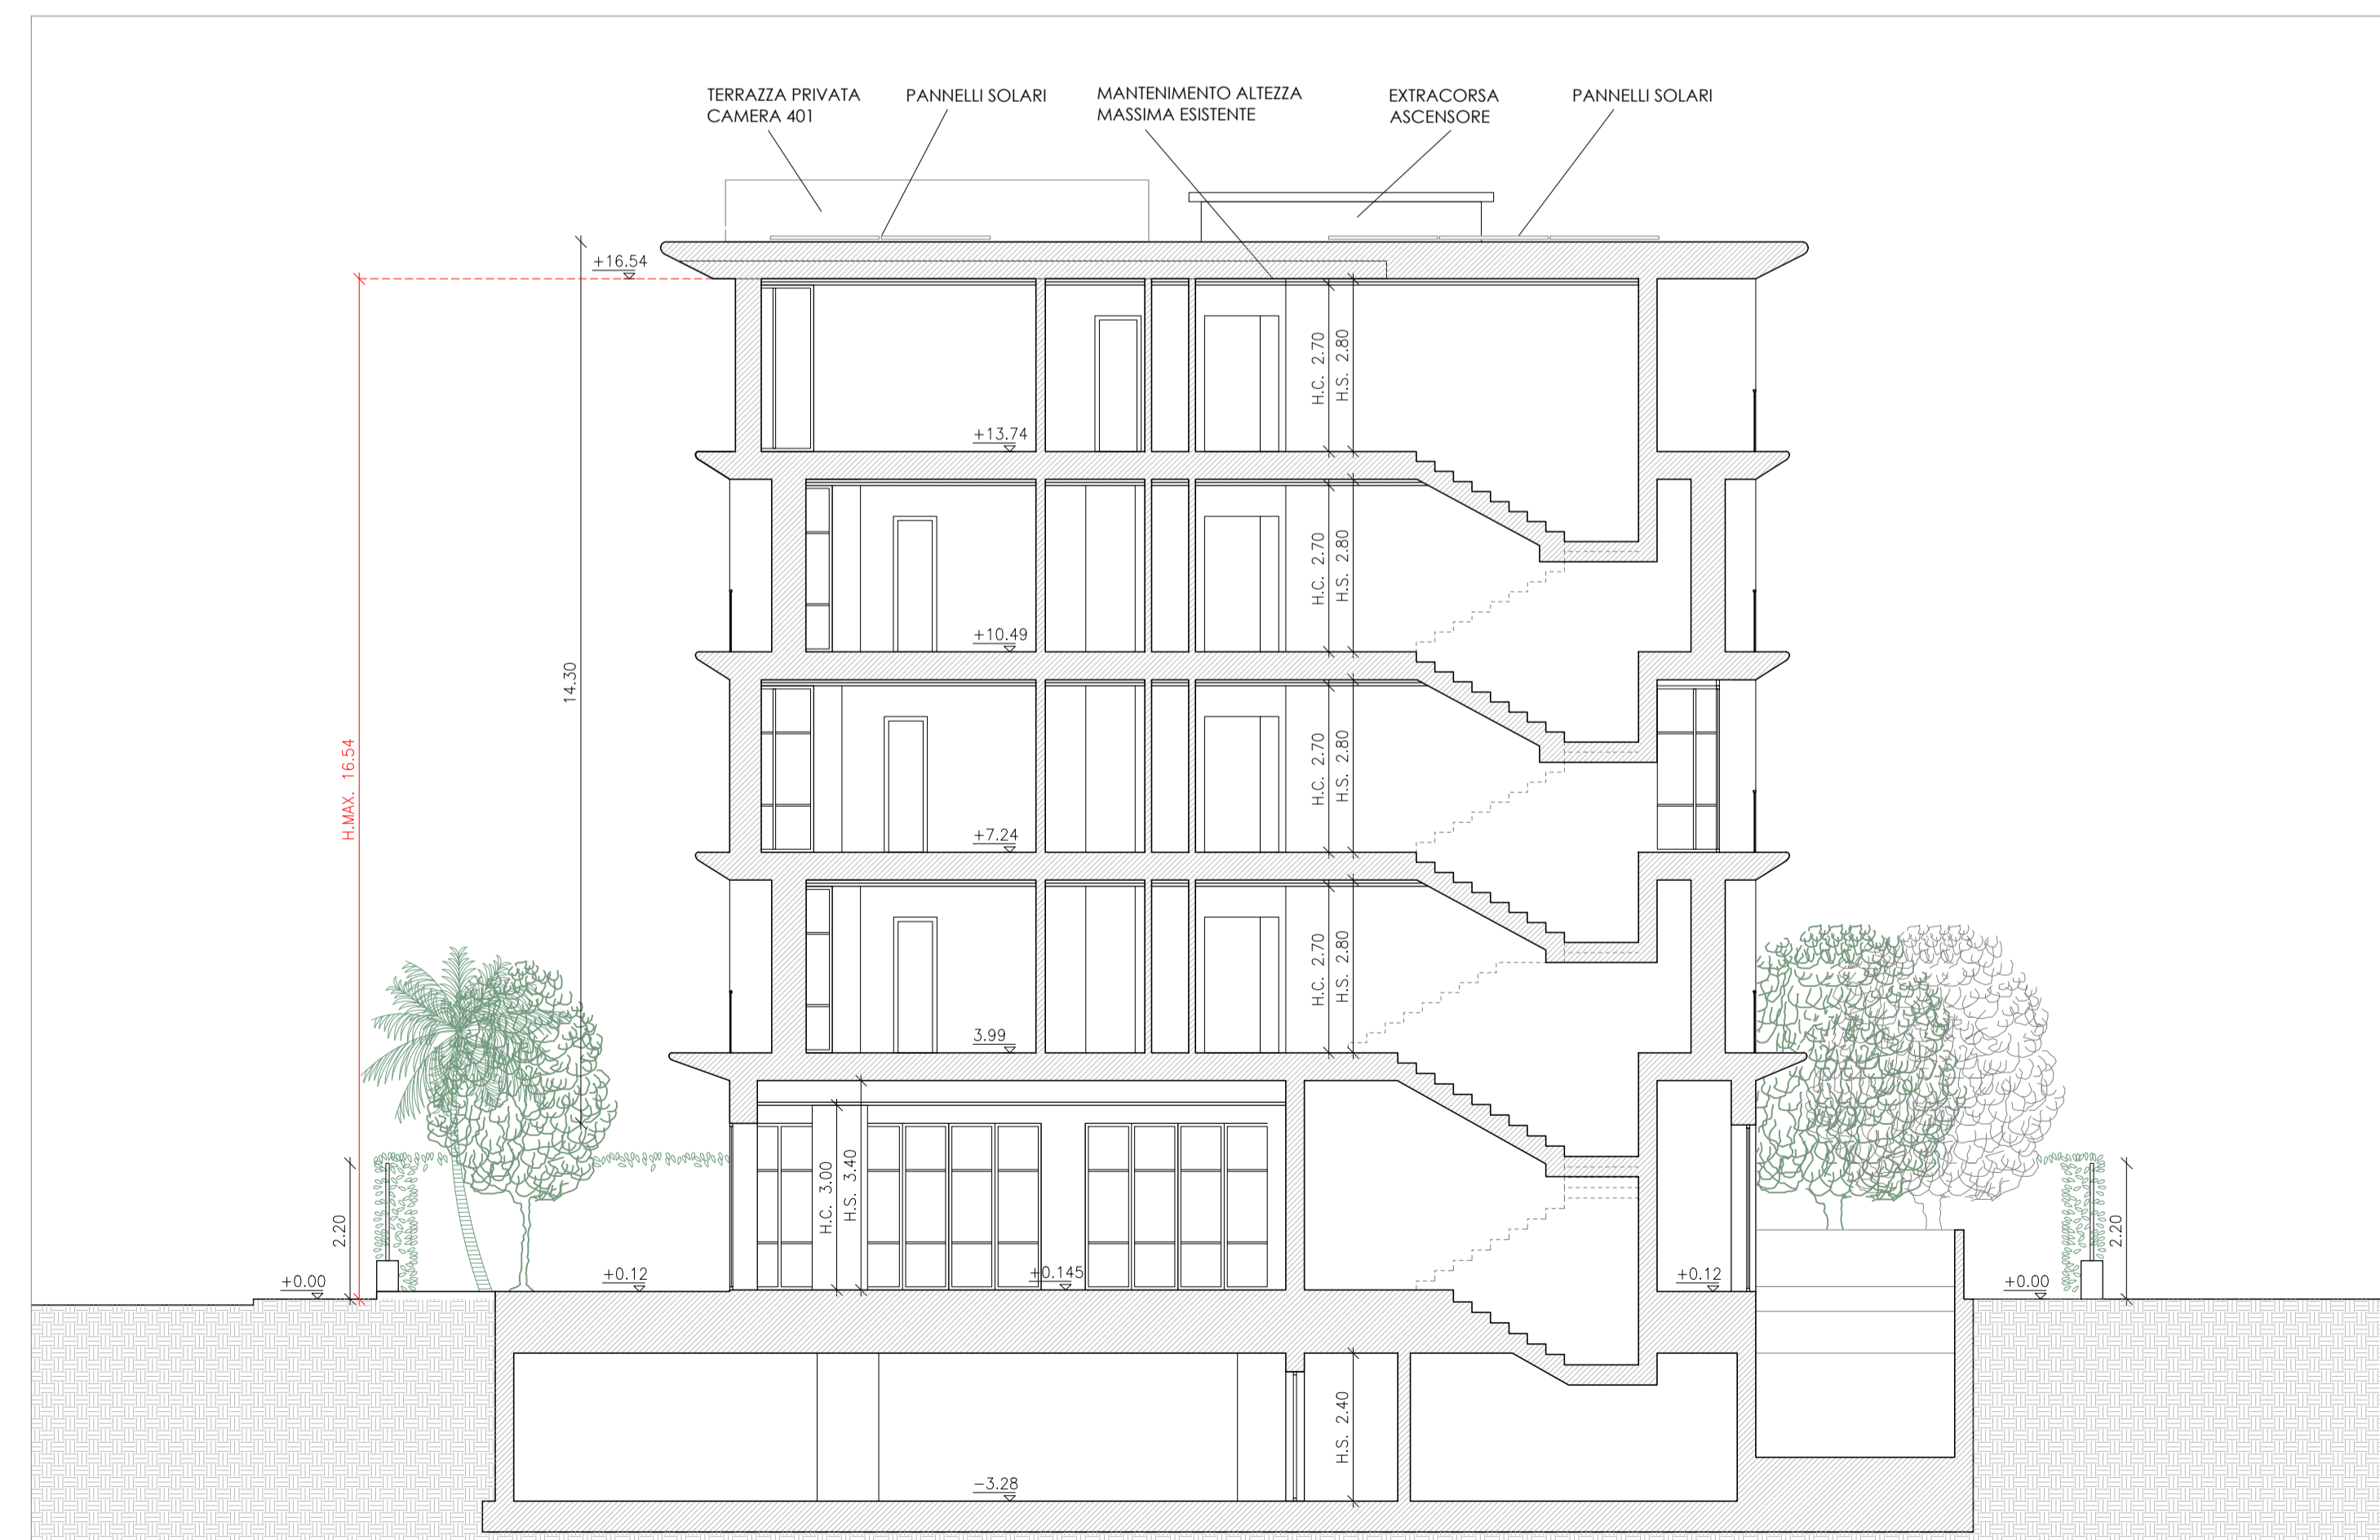 TERRAZZA PRIVATA
CAMERA 401
PANNELLI SOLARI
MANTENIMENTO ALTEZZA
MASSIMA ESISTENTE
EXTRACORSA
ASCENSORE
PANNELLI SOLARI
+16.54
H.C. 2.70
H.S. 2.80
+13.74
H.C. 2.70
H.S. 2.80
+10.49
14.30
H.MAX. 16.54
H.C. 2.70
H.S. 2.80
+7.24
H.C. 2.70
H.S. 2.80
3.99
H.C. 3.00
H.S. 3.40
2.20
2.20
+0.00
+0.12
+0.145
+0.12
+0.00
H.S. 2.40
-3.28